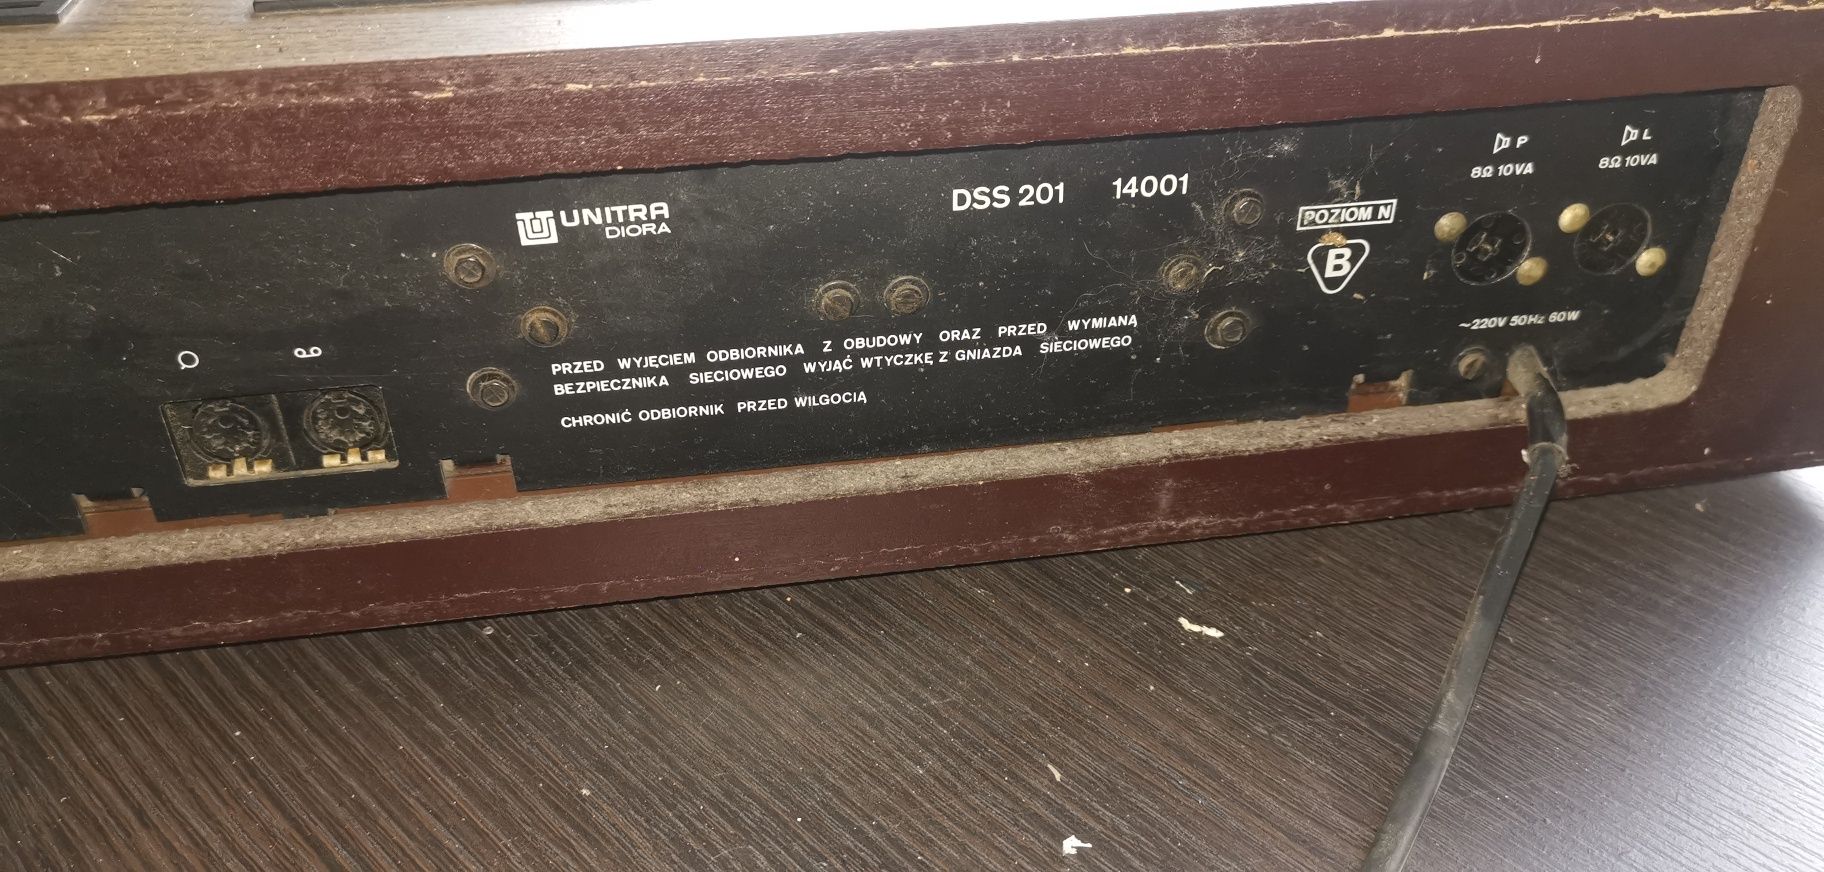 UNITRA
DIORA
DSS 201 14001
POZIOM N
B
P
8Ω 10VA
L
8Ω 10VA
~220V 50Hz 60W
PRZED WYJĘCIEM ODBIORNIKA Z OBUDOWY ORAZ PRZED WYMIANĄ
BEZPIECZNIKA SIECIOWEGO WYJĄĆ WTYCZKĘ Z GNIAZDA SIECIOWEGO
CHRONIĆ ODBIORNIK PRZED WILGOCIĄ